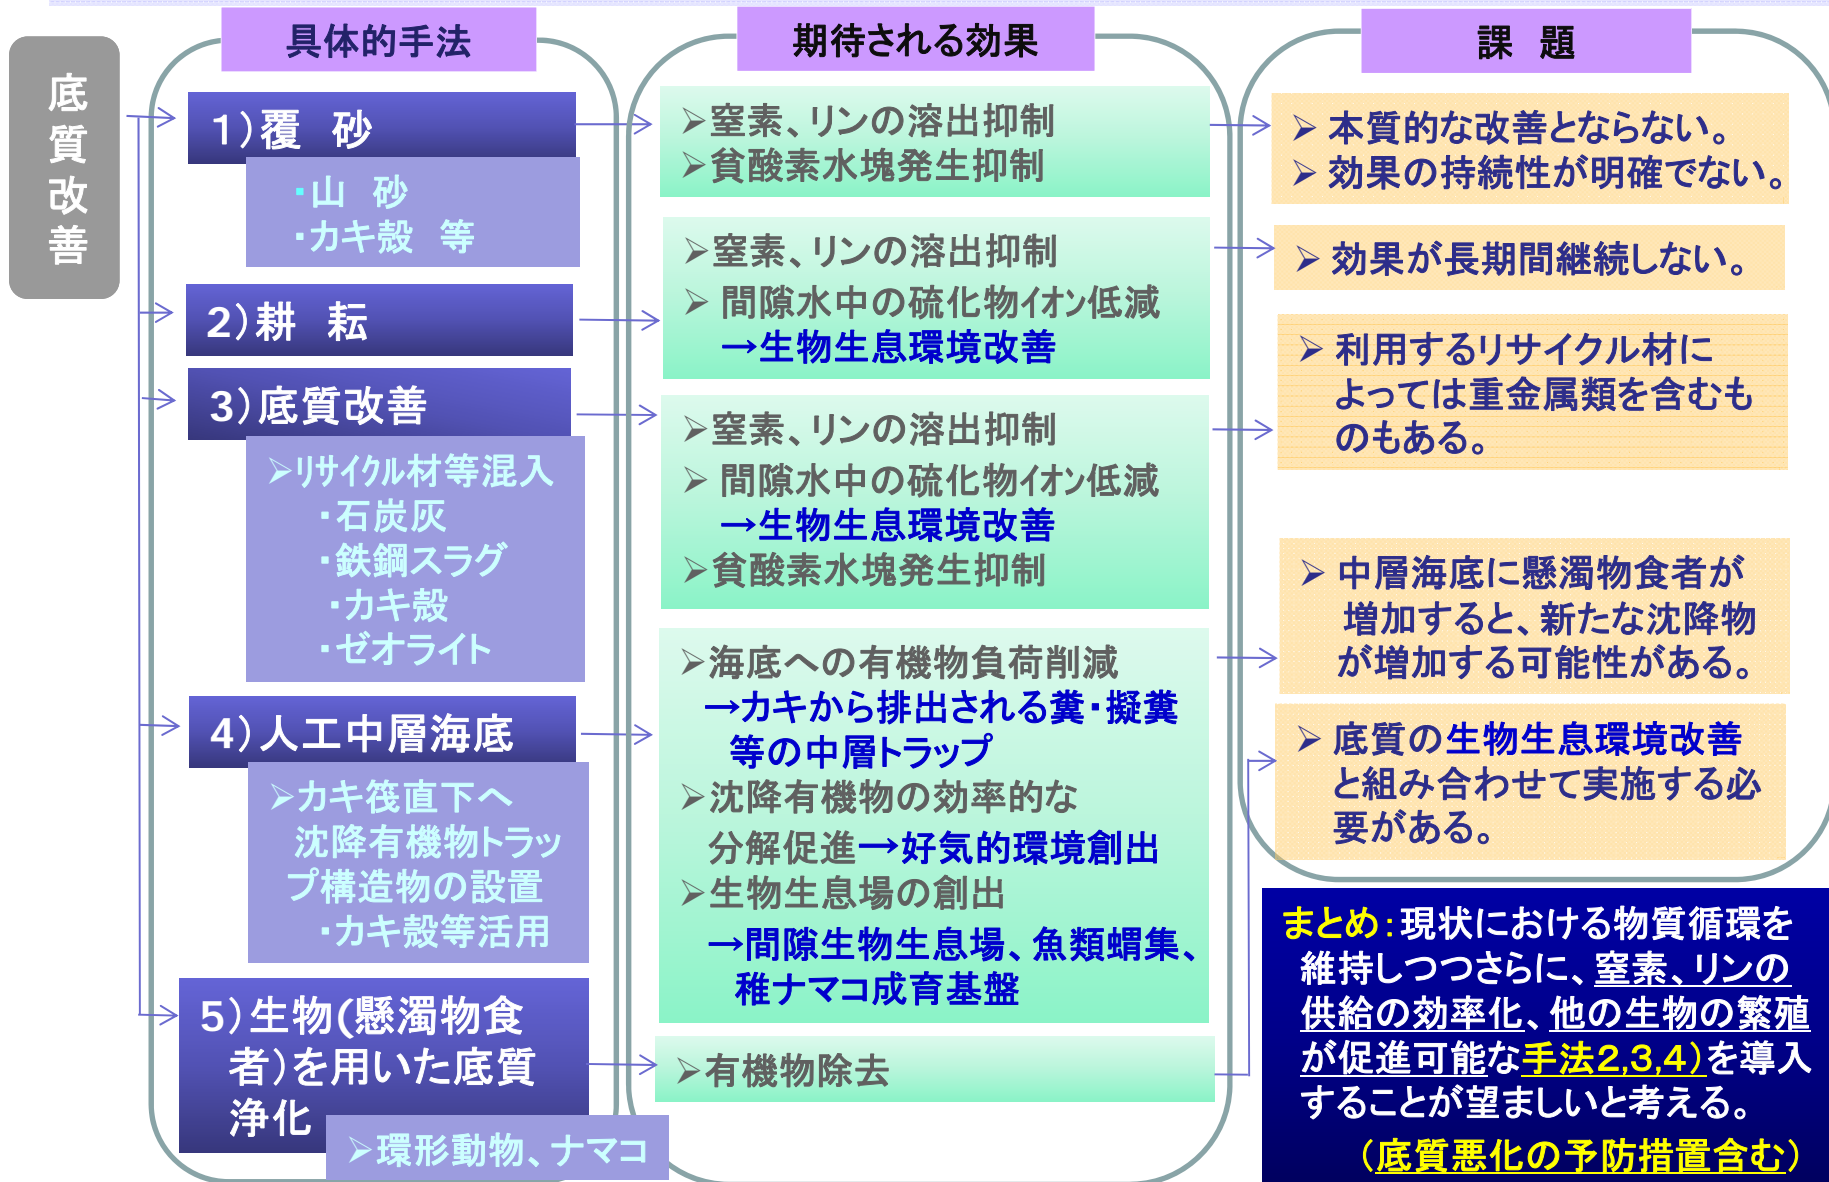 具体的手法
期待される効果
課　題
底質改善
１）覆　砂
・山　砂
・カキ殻　等
２）耕　耘
３）底質改善
➢リサイクル材等混入
・石炭灰
・鉄鋼スラグ
・カキ殻
・ゼオライト
４）人工中層海底
➢カキ筏直下へ
沈降有機物トラッ
プ構造物の設置
・カキ殻等活用
５）生物(懸濁物食
者）を用いた底質
浄化
➢環形動物、ナマコ
➢窒素、リンの溶出抑制
➢貧酸素水塊発生抑制
➢窒素、リンの溶出抑制
➢間隙水中の硫化物イオン低減
→生物生息環境改善
➢窒素、リンの溶出抑制
➢間隙水中の硫化物イオン低減
→生物生息環境改善
➢貧酸素水塊発生抑制
➢海底への有機物負荷削減
→カキから排出される糞・擬糞
等の中層トラップ
➢沈降有機物の効率的な
分解促進→好気的環境創出
➢生物生息場の創出
→間隙生物生息場、魚類蝟集、
稚ナマコ成育基盤
➢有機物除去
➢本質的な改善とならない。
➢効果の持続性が明確でない。
➢効果が長期間継続しない。
➢利用するリサイクル材に
よっては重金属類を含むも
のもある。
➢中層海底に懸濁物食者が
増加すると、新たな沈降物
が増加する可能性がある。
➢底質の生物生息環境改善
と組み合わせて実施する必
要がある。
まとめ：現状における物質循環を
維持しつつさらに、窒素、リンの
供給の効率化、他の生物の繁殖
が促進可能な手法2,3,4）を導入
することが望ましいと考える。
（底質悪化の予防措置含む）